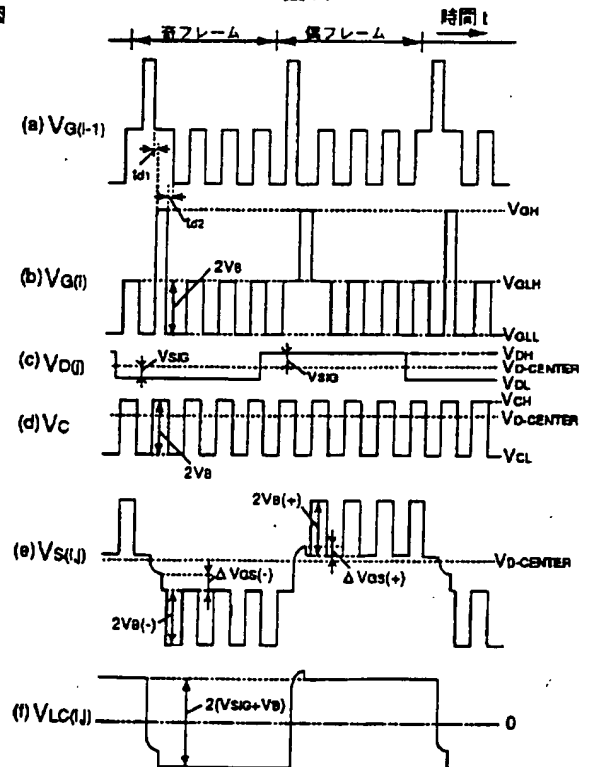 図
奇フレーム
偶フレーム
時間 t
(a) VG(i-1)
td1
td2
VGH
(b) VG(i)
2VB
VGLH
VGLL
(c) VD(j)
VSIG
VSIG
VDH
VD-CENTER
VDL
(d) VC
VCH
VD-CENTER
VCL
2VB
(e) VS(i,j)
2VB(+)
VD-CENTER
ΔVGS(-)
ΔVGS(+)
2VB(-)
(f) VLC(i,j)
2(VSIG+VB)
0